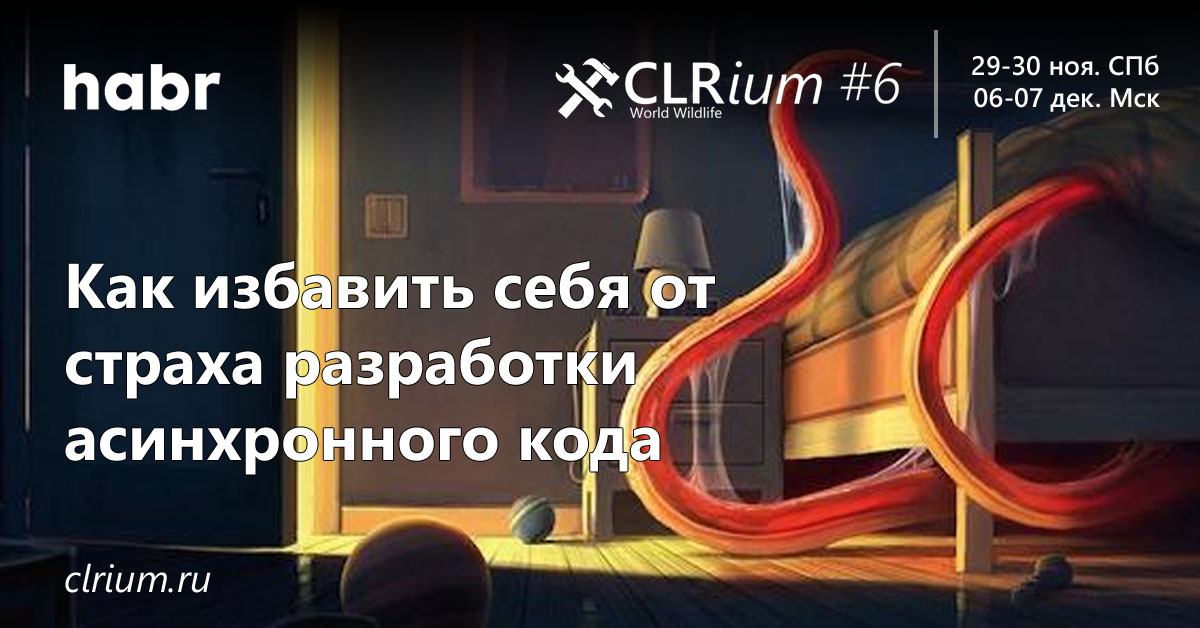 habr
CLRium #6
World Wildlife
29-30 ноя. СПб
06-07 дек. Мск
Как избавить себя от
страха разработки
асинхронного кода
clrium.ru